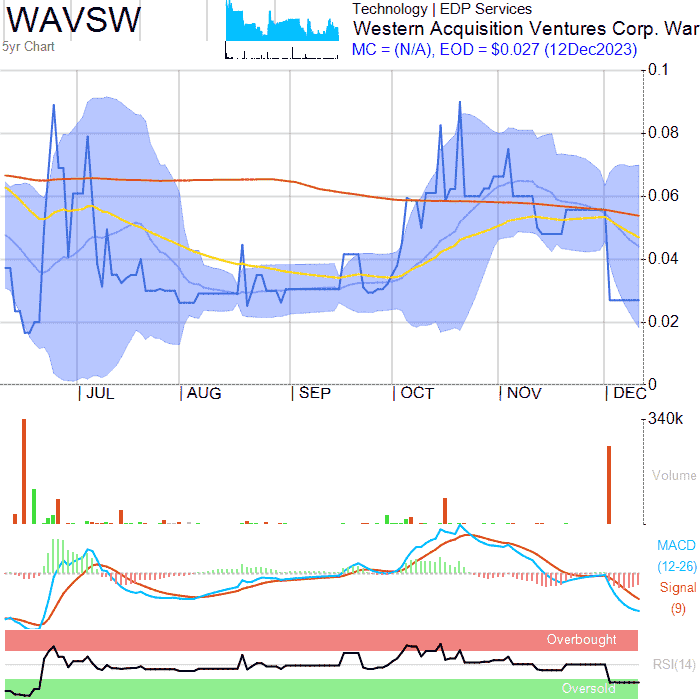 WAVSW
Technology | EDP Services
Western Acquisition Ventures Corp. War
5yr Chart
MC = (N/A), EOD = $0.027 (12Dec2023)
0.1
0.08
0.06
0.04
0.02
0
| JUL | AUG | SEP | OCT | NOV | DEC
340k
Volume
MACD
(12-26)
Signal
(9)
Overbought
RSI(14)
Oversold